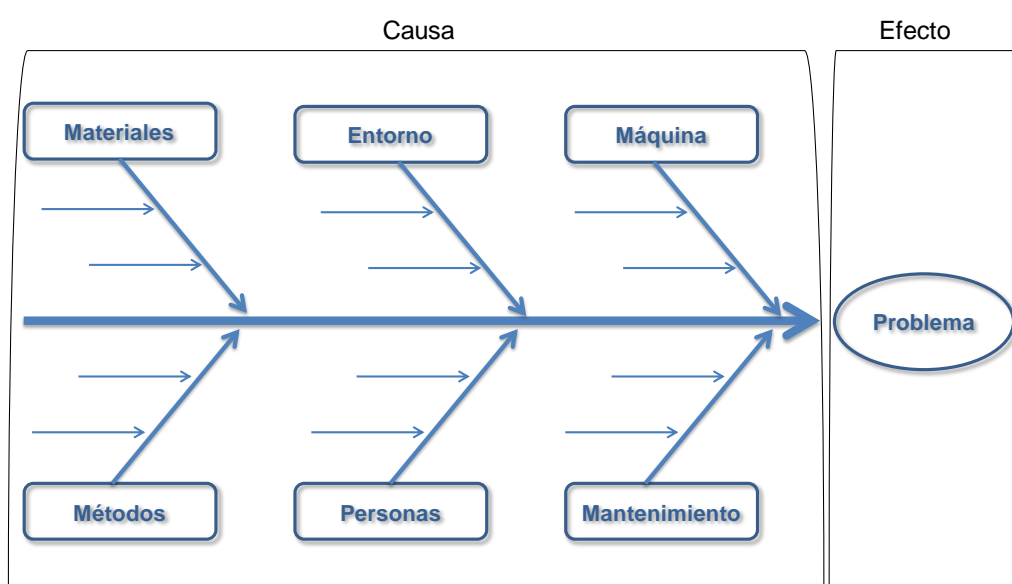 Causa
Efecto
Materiales
Entorno
Máquina
Problema
Métodos
Personas
Mantenimiento